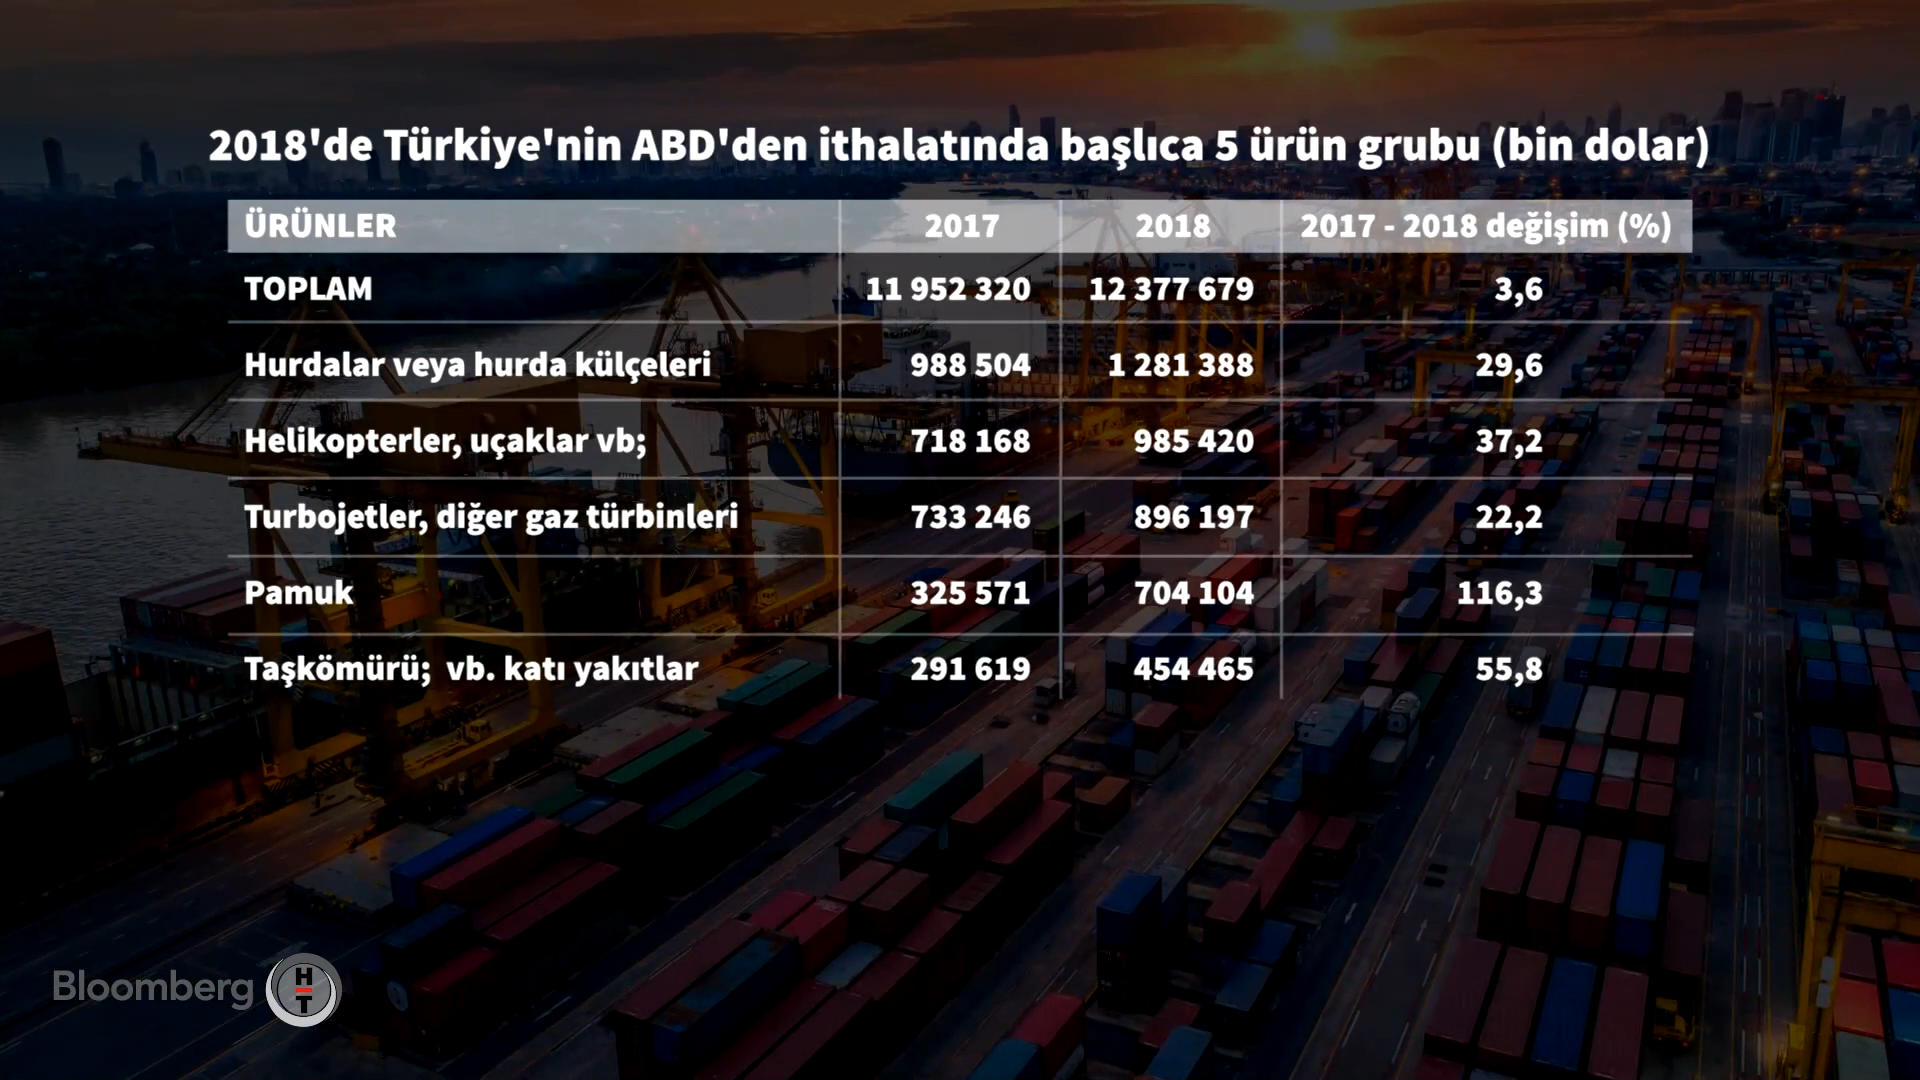 2018'de Türkiye'nin ABD'den ithalatında başlıca 5 ürün grubu (bin dolar)
ÜRÜNLER 2017 2018 2017 - 2018 değişim (%)
TOPLAM 11 952 320 12 377 679 3,6
Hurdalar veya hurda külçeleri 988 504 1 281 388 29,6
Helikopterler, uçaklar vb; 718 168 985 420 37,2
Turbojetler, diğer gaz türbinleri 733 246 896 197 22,2
Pamuk 325 571 704 104 116,3
Taşkömürü; vb. katı yakıtlar 291 619 454 465 55,8
Bloomberg HT